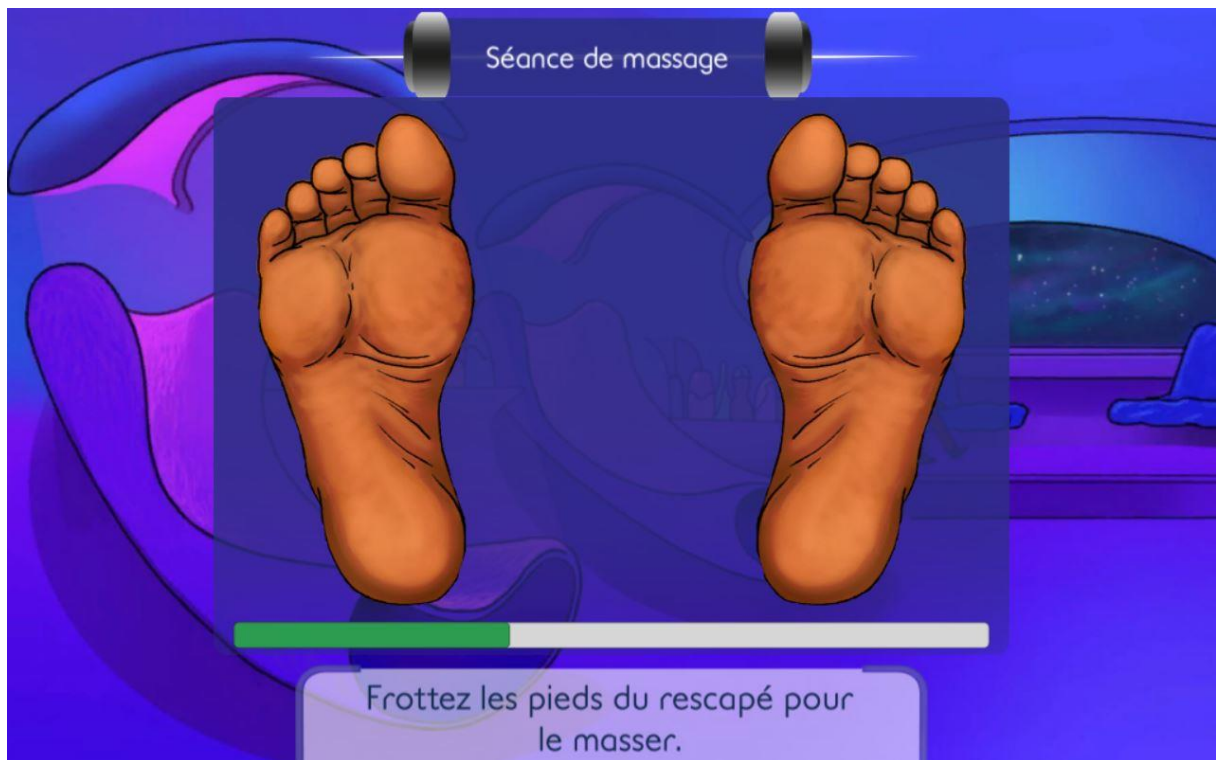 Séance de massage
Frottez les pieds du rescapé pour
le masser.